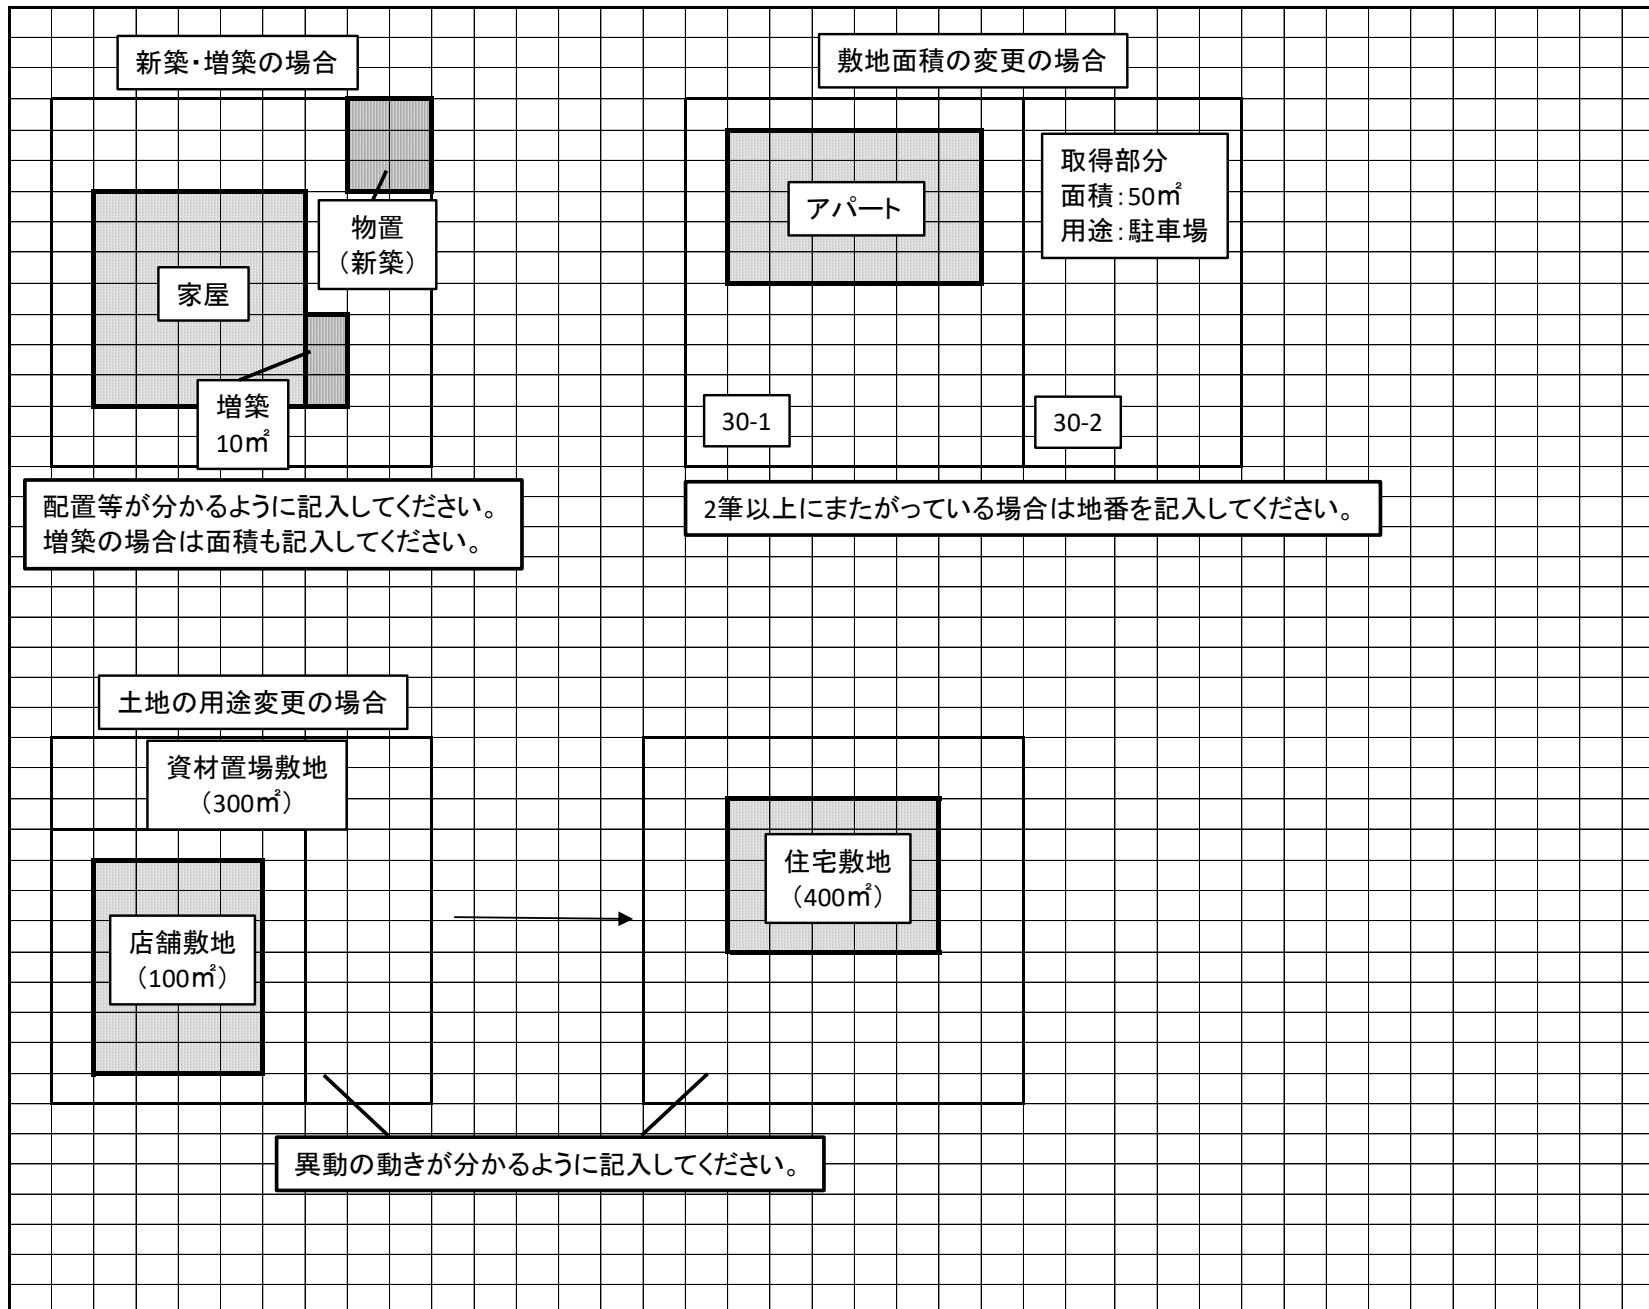 新築・増築の場合
物置
（新築）
家屋
増築
10㎡
配置等が分かるように記入してください。
増築の場合は面積も記入してください。
敷地面積の変更の場合
アパート
取得部分
面積：50㎡
用途：駐車場
30-1
30-2
2筆以上にまたがっている場合は地番を記入してください。
土地の用途変更の場合
資材置場敷地
（300㎡）
店舗敷地
（100㎡）
住宅敷地
（400㎡）
異動の動きが分かるように記入してください。